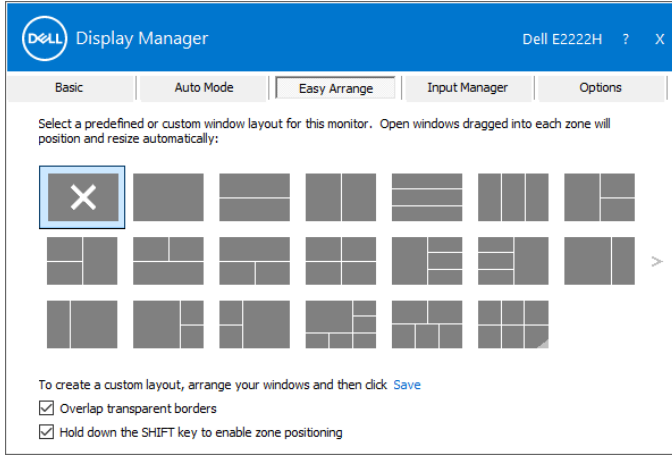 DELL Display Manager Dell E2222H ? X
Basic Auto Mode Easy Arrange Input Manager Options
Select a predefined or custom window layout for this monitor. Open windows dragged into each zone will
position and resize automatically:
>
To create a custom layout, arrange your windows and then click Save
Overlap transparent borders
Hold down the SHIFT key to enable zone positioning